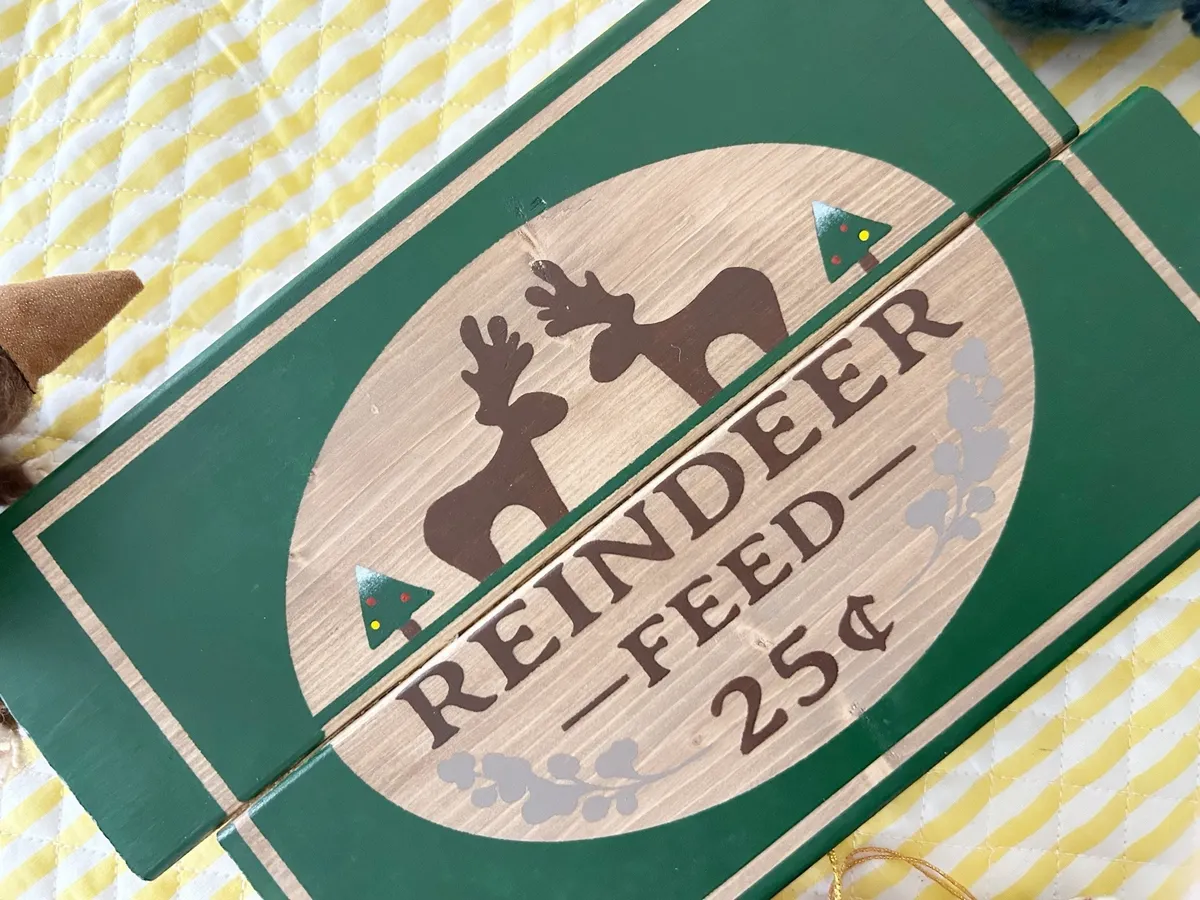 REINDEER
—FEED—
25¢